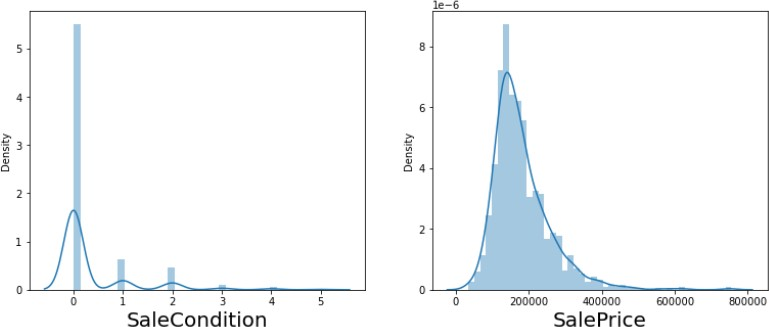 1e−6
5
4
3
2
1
0
Density
0 1 2 3 4 5
SaleCondition
8
6
4
2
0
Density
0 200000 400000 600000 800000
SalePrice